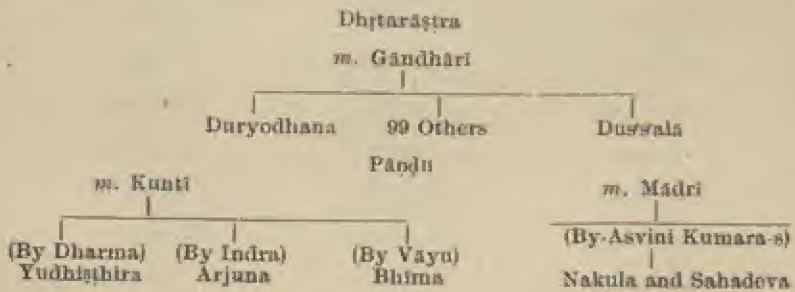 Dhṛtarāṣṭra
m. Gāndhārī
Duryodhana 99 Others Duśśalā
Pāṇḍu
m. Kuntī m. Mādrī
(By Dharma) (By Indra) (By Vāyu) (By-Asvini Kumara-s)
Yudhiṣṭhira Arjuna Bhīma Nakula and Sahadeva